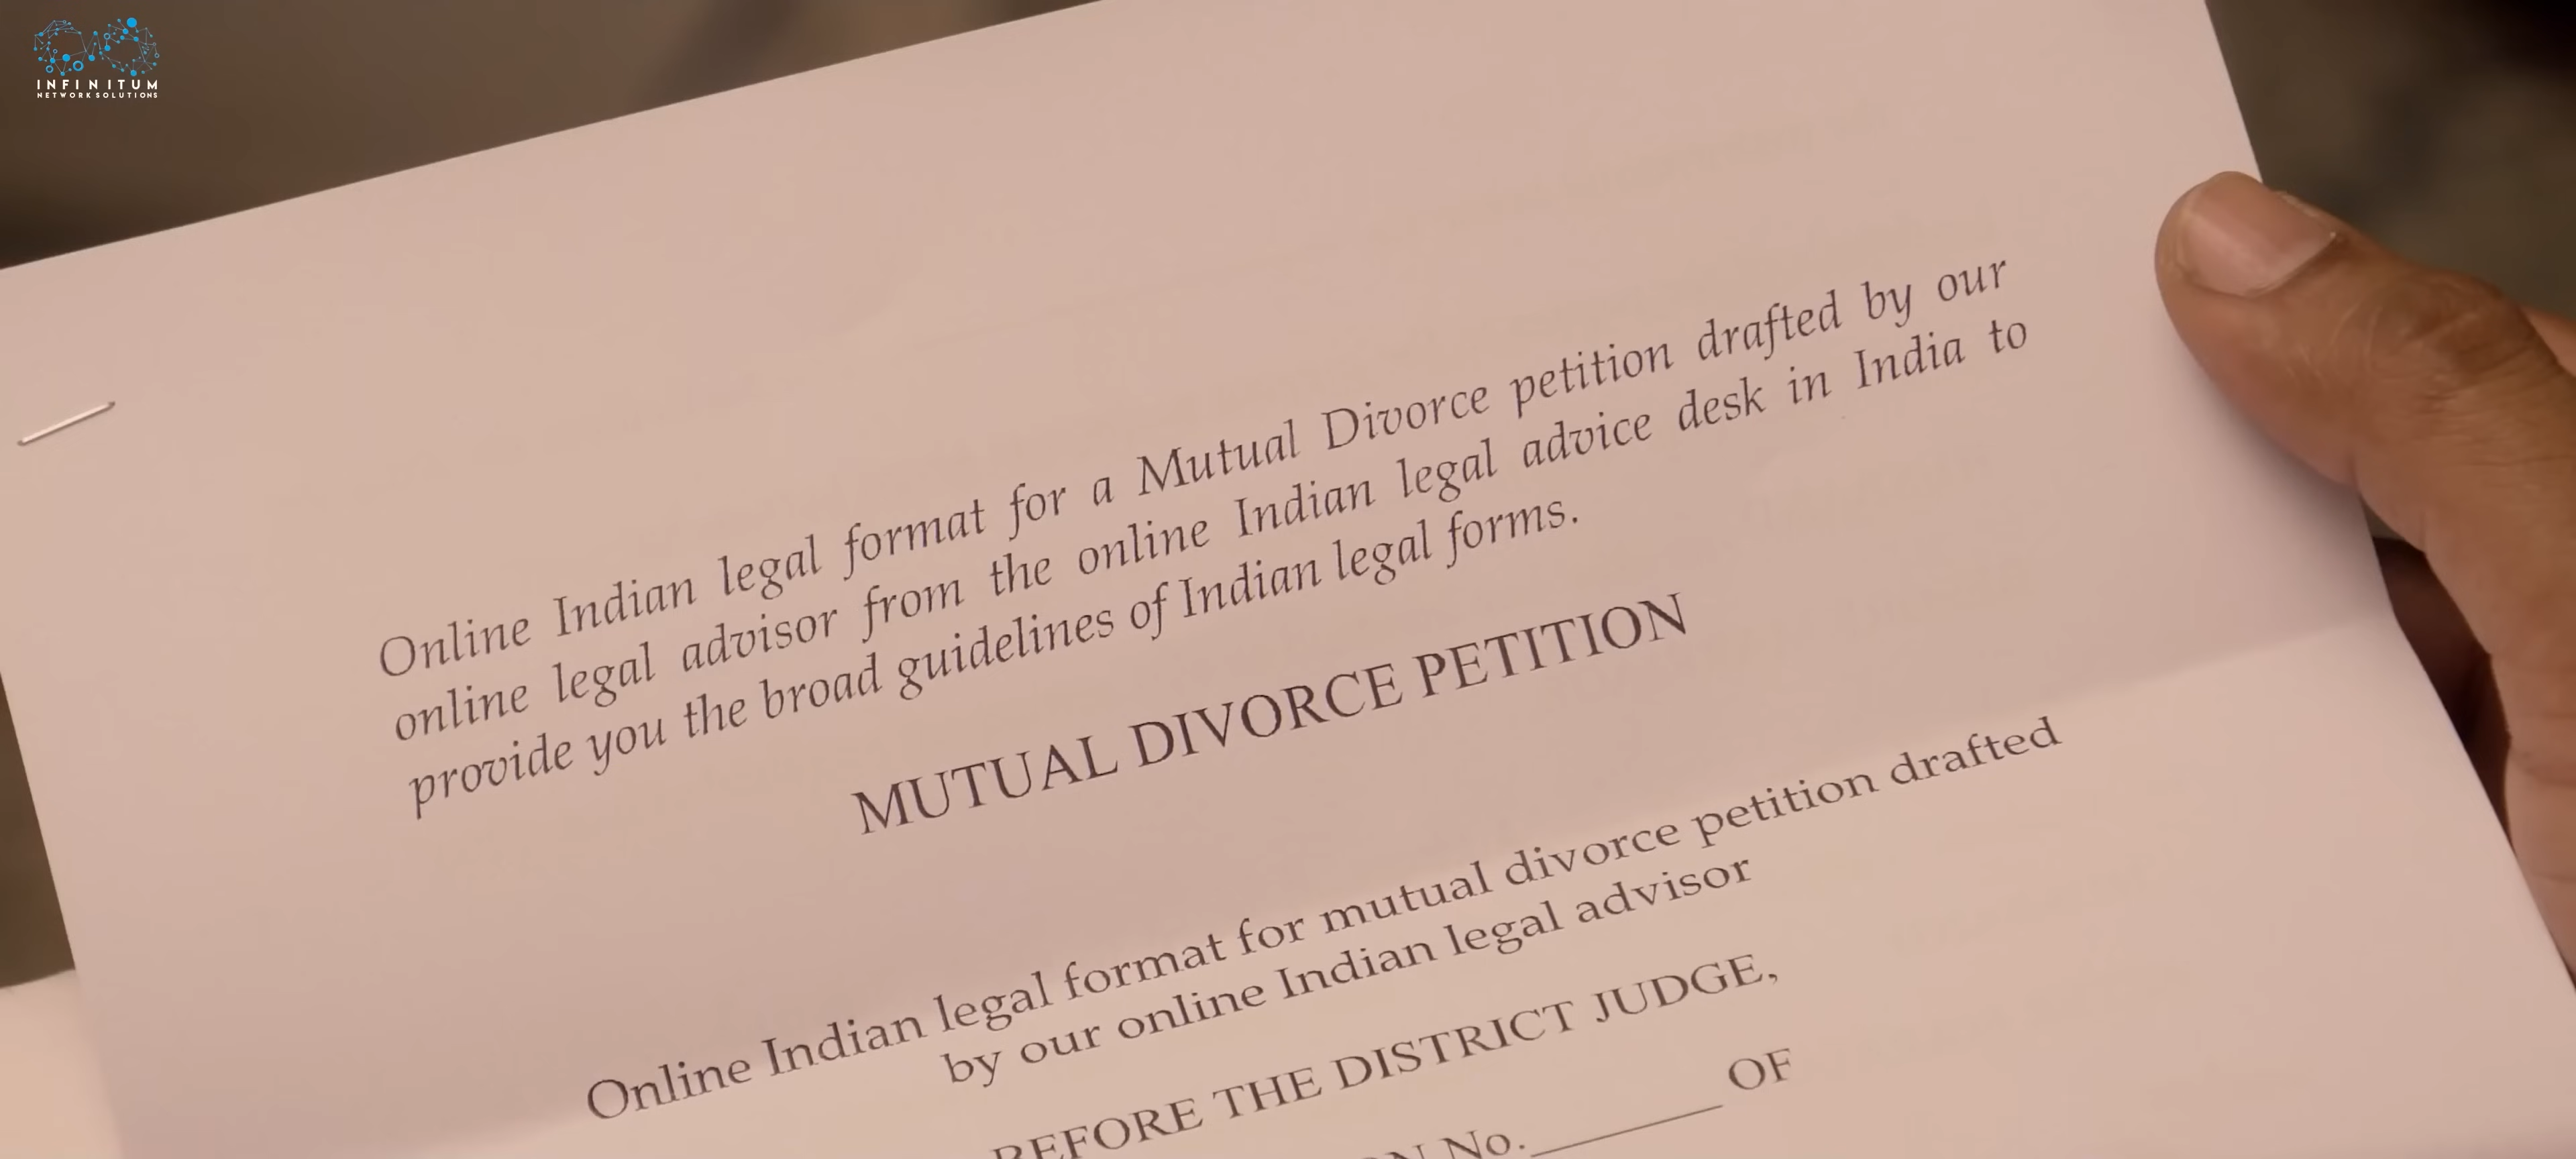 INFINITUM
NETWORK SOLUTIONS
Online Indian legal format for a Mutual Divorce petition drafted by our
online legal advisor from the online Indian legal advice desk in India to
provide you the broad guidelines of Indian legal forms.
MUTUAL DIVORCE PETITION
Online Indian legal format for mutual divorce petition drafted
by our online Indian legal advisor
BEFORE THE DISTRICT JUDGE,
No.______ OF